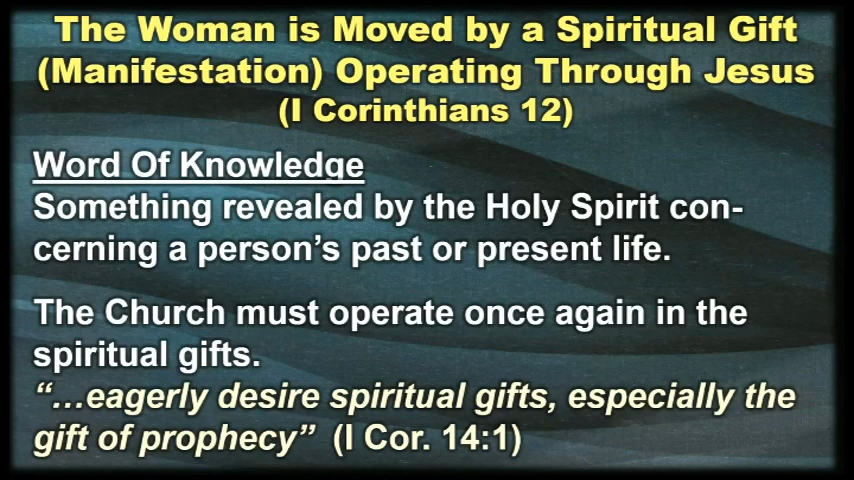 The Woman is Moved by a Spiritual Gift
(Manifestation) Operating Through Jesus
(I Corinthians 12)
Word Of Knowledge
Something revealed by the Holy Spirit con-
cerning a person’s past or present life.
The Church must operate once again in the
spiritual gifts.
“…eagerly desire spiritual gifts, especially the
gift of prophecy” (I Cor. 14:1)